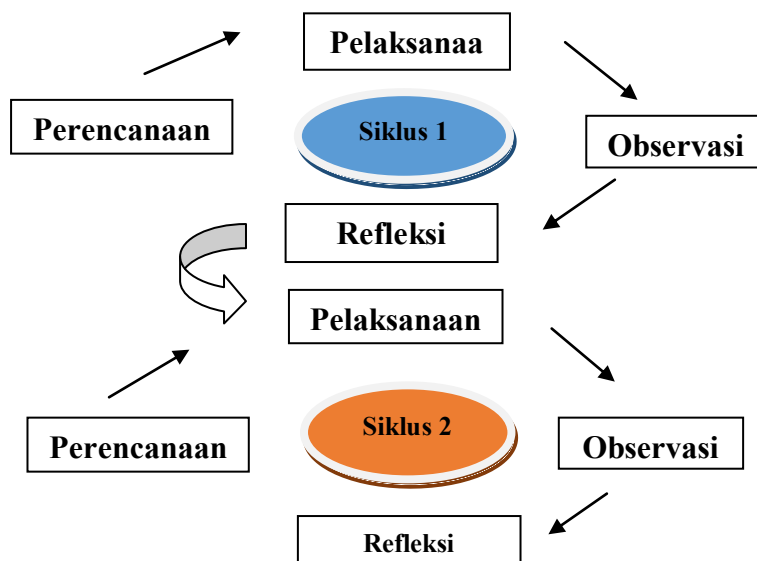 Pelaksanaa
Perencanaan
Siklus 1
Observasi
Refleksi
Pelaksanaan
Perencanaan
Siklus 2
Observasi
Refleksi